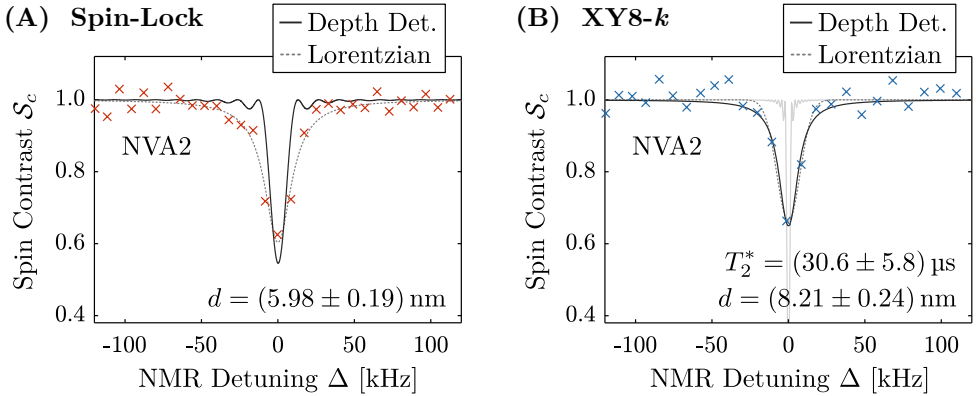 (A) Spin-Lock
Depth Det.
Lorentzian
Spin Contrast 𝒮c
1.0
0.8
0.6
0.4
NVA2
d = (5.98 ± 0.19) nm
-100 -50 0 50 100
NMR Detuning Δ [kHz]
(B) XY8-k
Depth Det.
Lorentzian
Spin Contrast 𝒮c
1.0
0.8
0.6
0.4
NVA2
T2* = (30.6 ± 5.8) µs
d = (8.21 ± 0.24) nm
-100 -50 0 50 100
NMR Detuning Δ [kHz]